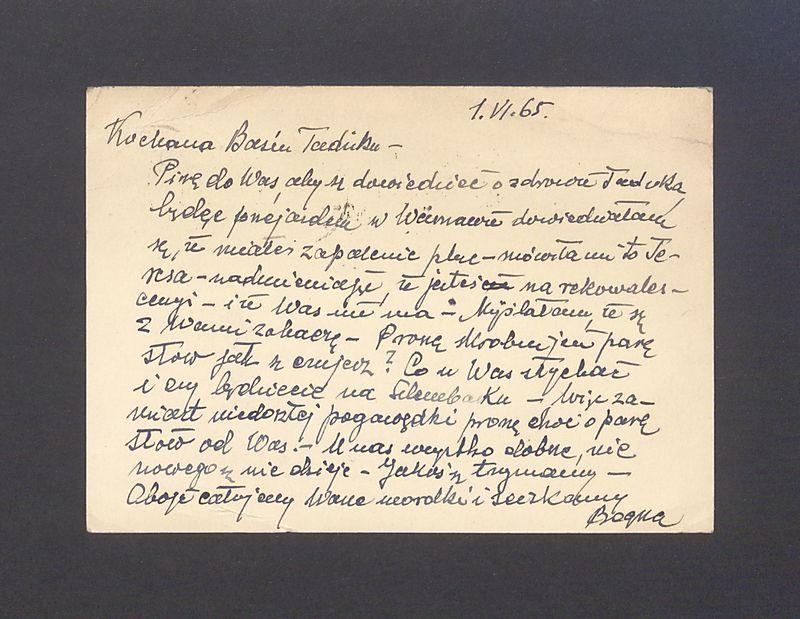 1.VI.65.
Kochana Basiu Tadziku –
Piszę do Was, aby się dowiedzieć o zdrowie Tadzika,
będąc przejazdem w Warszawie dowiedziałam
się, że miałeś zapalenie płuc – mówiła mi to Te-
resa – nadmieniając, że jesteś na rekowales-
cencji – i że Was nie ma – Myślałam, że się
z Wami zobaczę – Proszę skrobnijcie parę
słów jak się czujesz? Co u Was słychać
i czy będziecie na – Więc za-
miast niedoszłej pogawędki proszę choć o parę
słów od Was. – U nas wszystko dobrze, nic
nowego się nie dzieje – Jakoś się trzymamy –
Oboje całujemy Wasze mordki i czekamy
Bogna